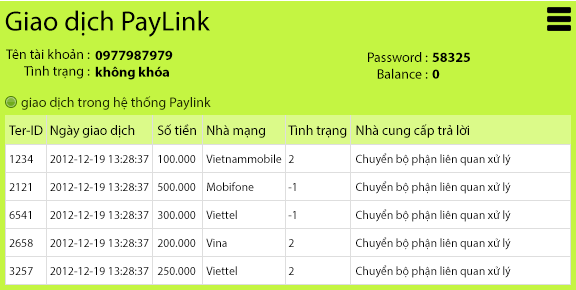 Giao dịch PayLink
Tên tài khoản : 0977987979 Password : 58325
Tình trạng : không khóa Balance : 0
giao dịch trong hệ thống Paylink
Ter-ID Ngày giao dịch Số tiền Nhà mạng Tình trạng Nhà cung cấp trả lời
1234 2012-12-19 13:28:37 100.000 Vietnammobile 2 Chuyển bộ phận liên quan xử lý
2121 2012-12-19 13:28:37 500.000 Mobifone -1 Chuyển bộ phận liên quan xử lý
6541 2012-12-19 13:28:37 300.000 Viettel -1 Chuyển bộ phận liên quan xử lý
2658 2012-12-19 13:28:37 200.000 Vina 2 Chuyển bộ phận liên quan xử lý
3257 2012-12-19 13:28:37 250.000 Viettel 2 Chuyển bộ phận liên quan xử lý